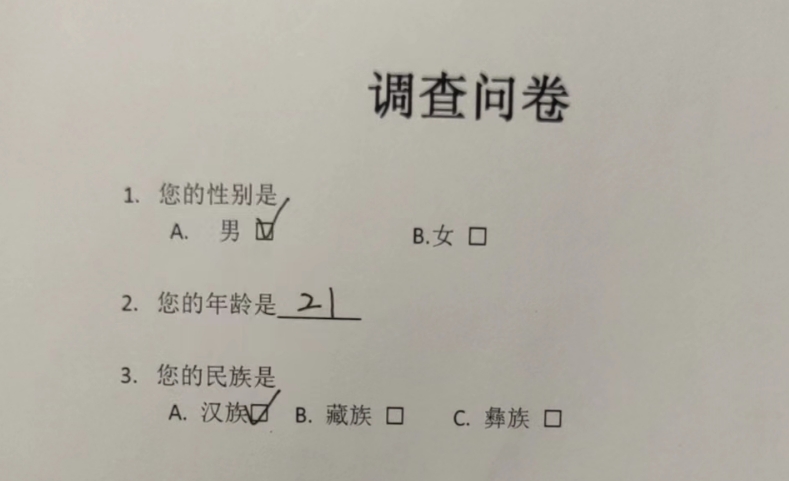 调查问卷
1. 您的性别是
A. 男 ☑ B.女 □
2. 您的年龄是 21
3. 您的民族是
A. 汉族☑ B. 藏族 □ C. 彝族 □